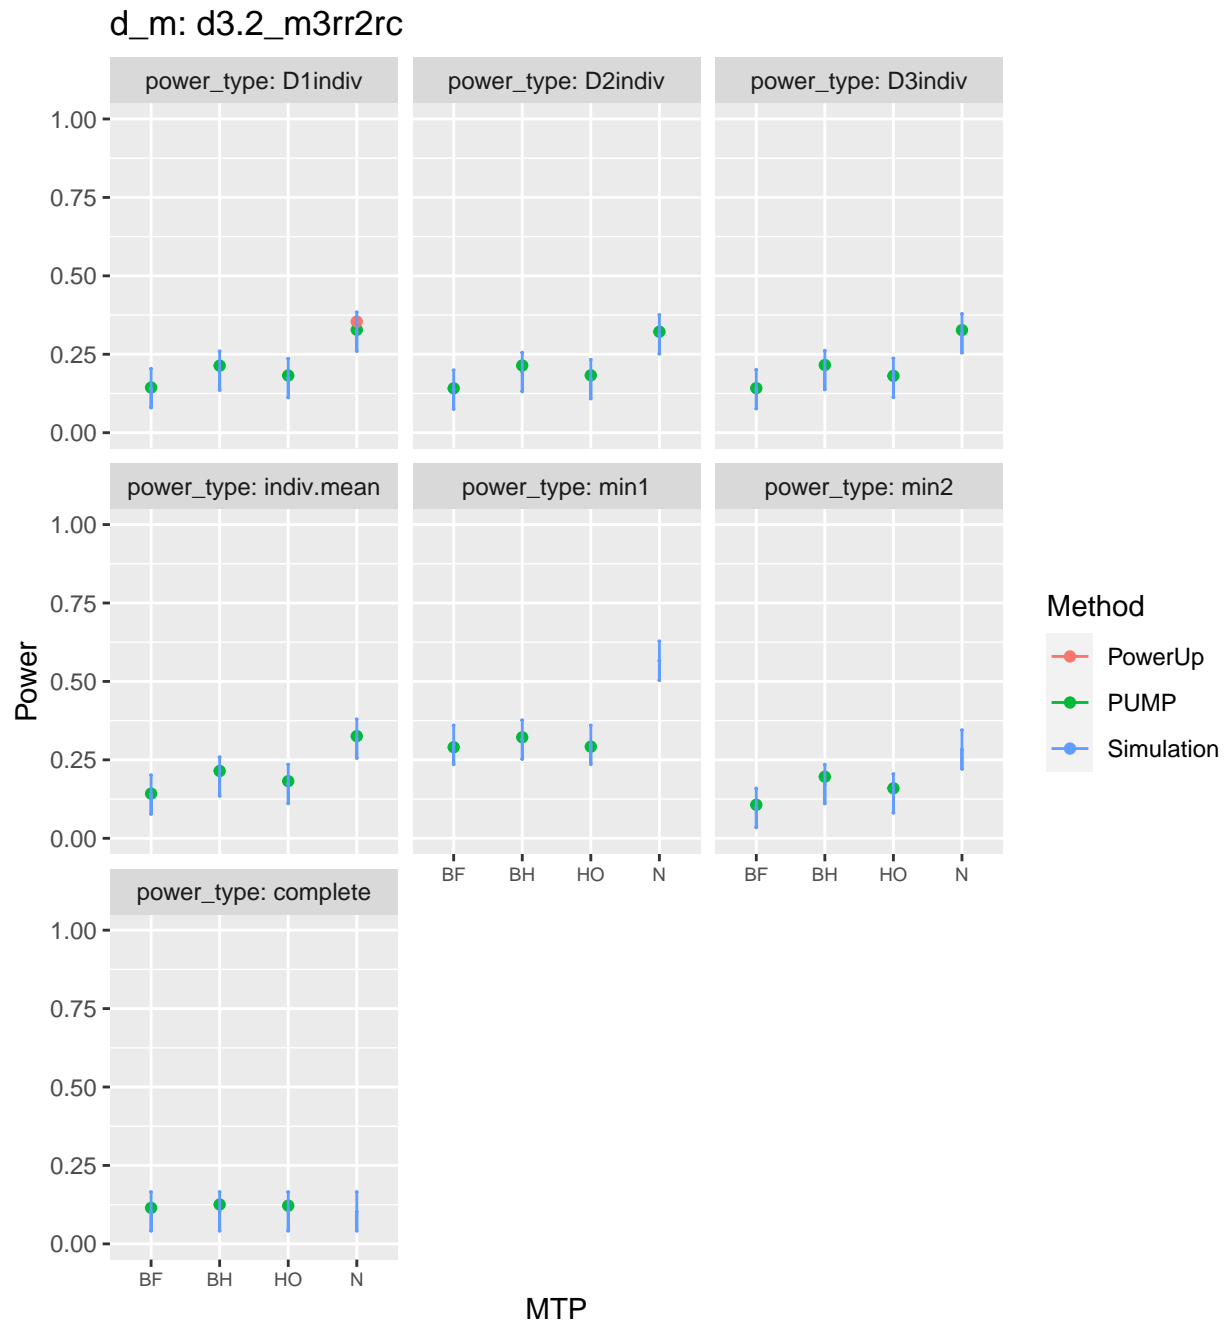 d_m: d3.2_m3rr2rc
power_type: D1indiv
power_type: D2indiv
power_type: D3indiv
1.00
0.75
0.50
0.25
0.00
power_type: indiv.mean
power_type: min1
power_type: min2
1.00
0.75
0.50
0.25
0.00
BF BH HO N
BF BH HO N
power_type: complete
1.00
0.75
0.50
0.25
0.00
BF BH HO N
MTP
Power
Method
PowerUp
PUMP
Simulation